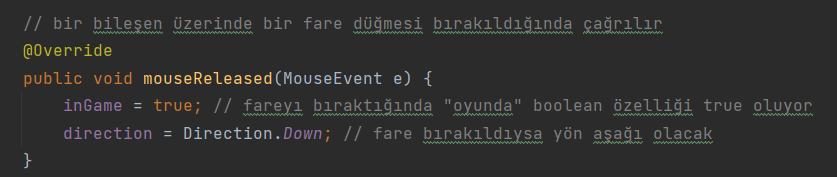 // bir bileşen üzerinde bir fare düğmesi bırakıldığında çağrılır
@Override
public void mouseReleased(MouseEvent e) {
inGame = true; // fareyı bıraktığında "oyunda" boolean özelliği true oluyor
direction = Direction.Down; // fare bırakıldıysa yön aşağı olacak
}